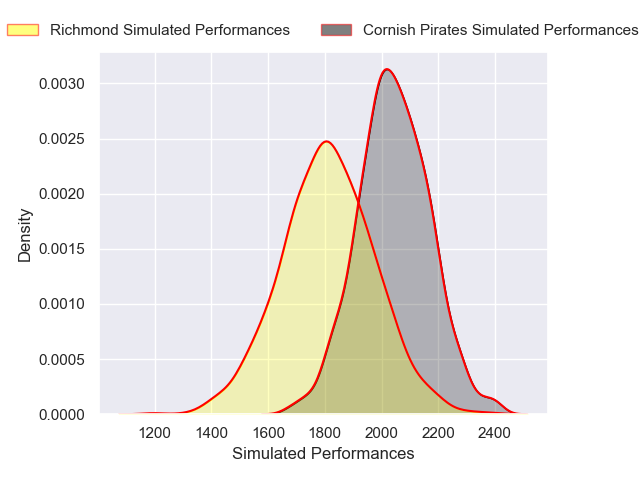 Richmond Simulated Performances
Cornish Pirates Simulated Performances
0.0030
0.0025
0.0020
0.0015
0.0010
0.0005
0.0000
Density
1200 1400 1600 1800 2000 2200 2400
Simulated Performances